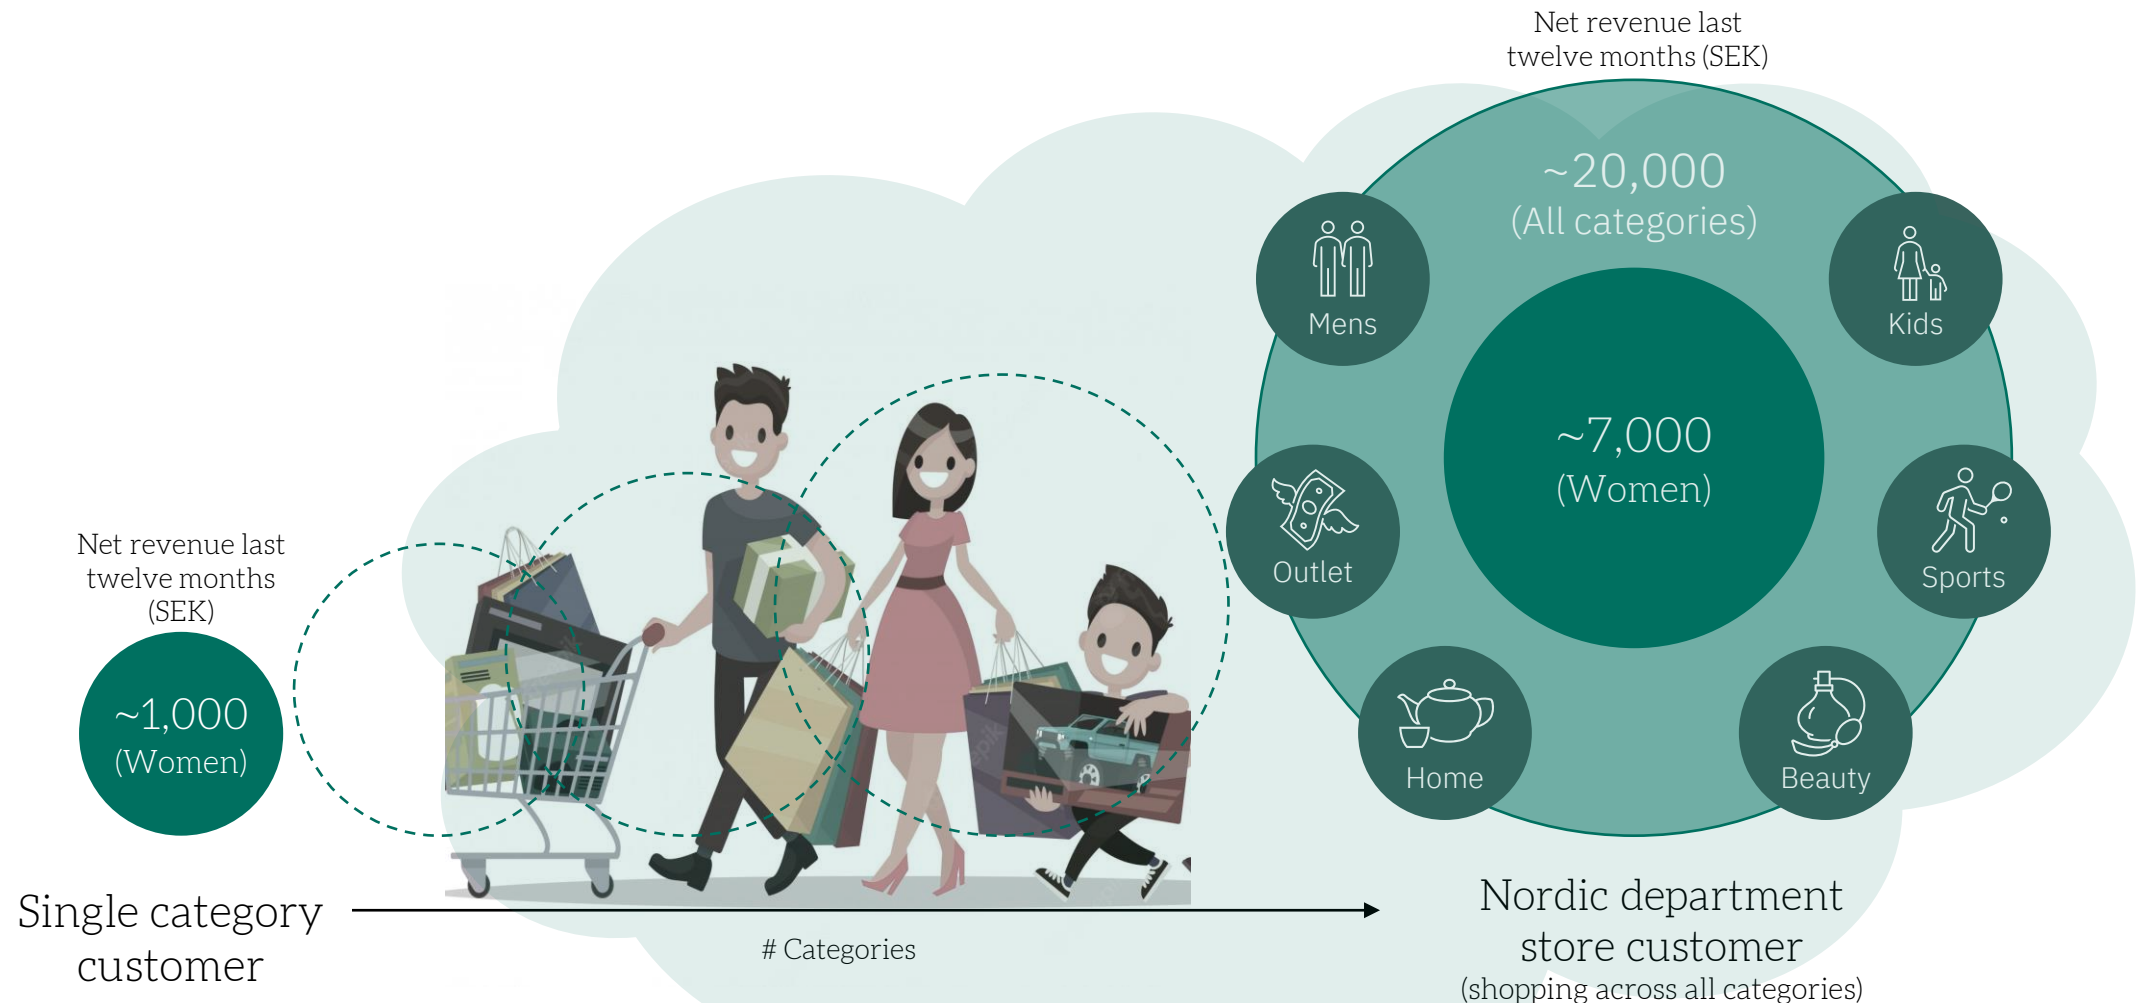 Net revenue last
twelve months (SEK)
~20,000
(All categories)
Mens
Kids
~7,000
(Women)
Outlet
Sports
Home
Beauty
Net revenue last
twelve months
(SEK)
~1,000
(Women)
Single category
customer
# Categories
Nordic department
store customer
(shopping across all categories)